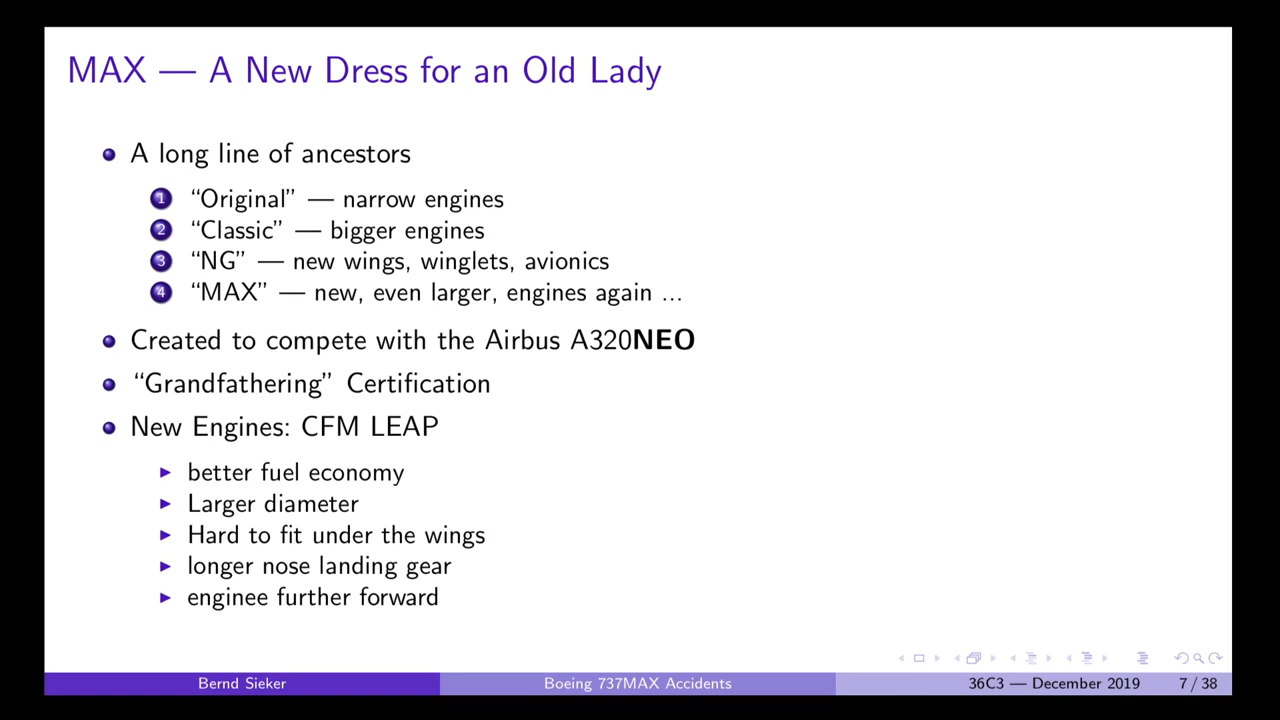 MAX — A New Dress for an Old Lady
A long line of ancestors
1 “Original” — narrow engines
2 “Classic” — bigger engines
3 “NG” — new wings, winglets, avionics
4 “MAX” — new, even larger, engines again ...
Created to compete with the Airbus A320NEO
“Grandfathering” Certification
New Engines: CFM LEAP
better fuel economy
Larger diameter
Hard to fit under the wings
longer nose landing gear
enginee further forward
Bernd Sieker Boeing 737MAX Accidents 36C3 — December 2019 7 / 38